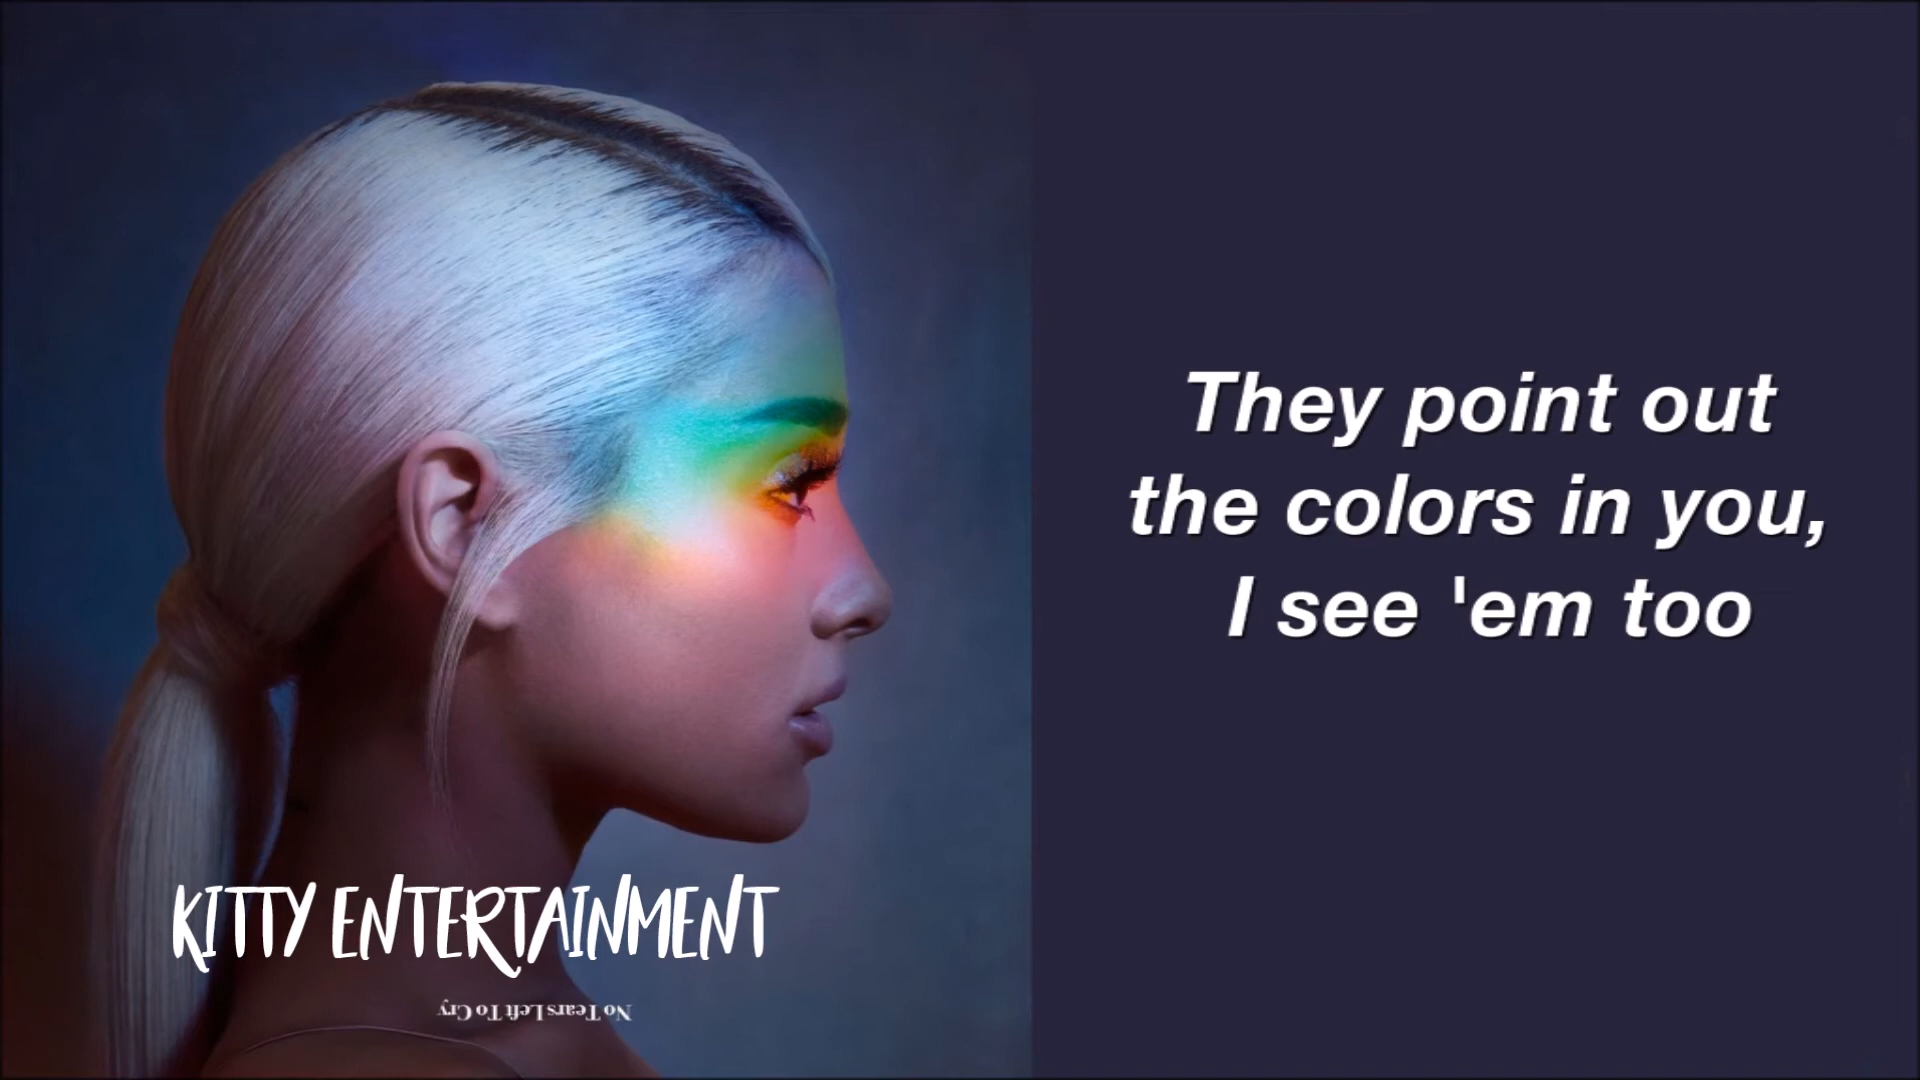 They point out
the colors in you,
I see 'em too
KITTY ENTERTAINMENT
No Tears Left To Cry